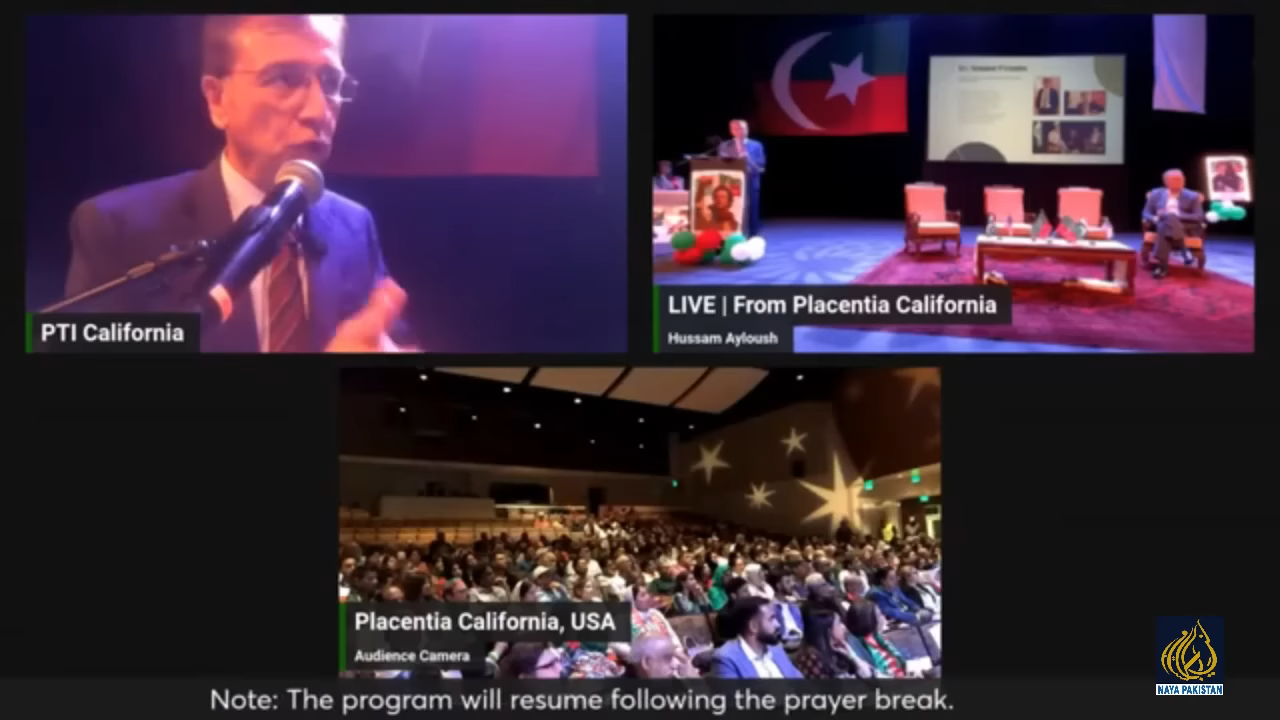 PTI California
LIVE | From Placentia California
Hussam Ayloush
Placentia California, USA
Audience Camera
Note: The program will resume following the prayer break.
NAYA PAKISTAN